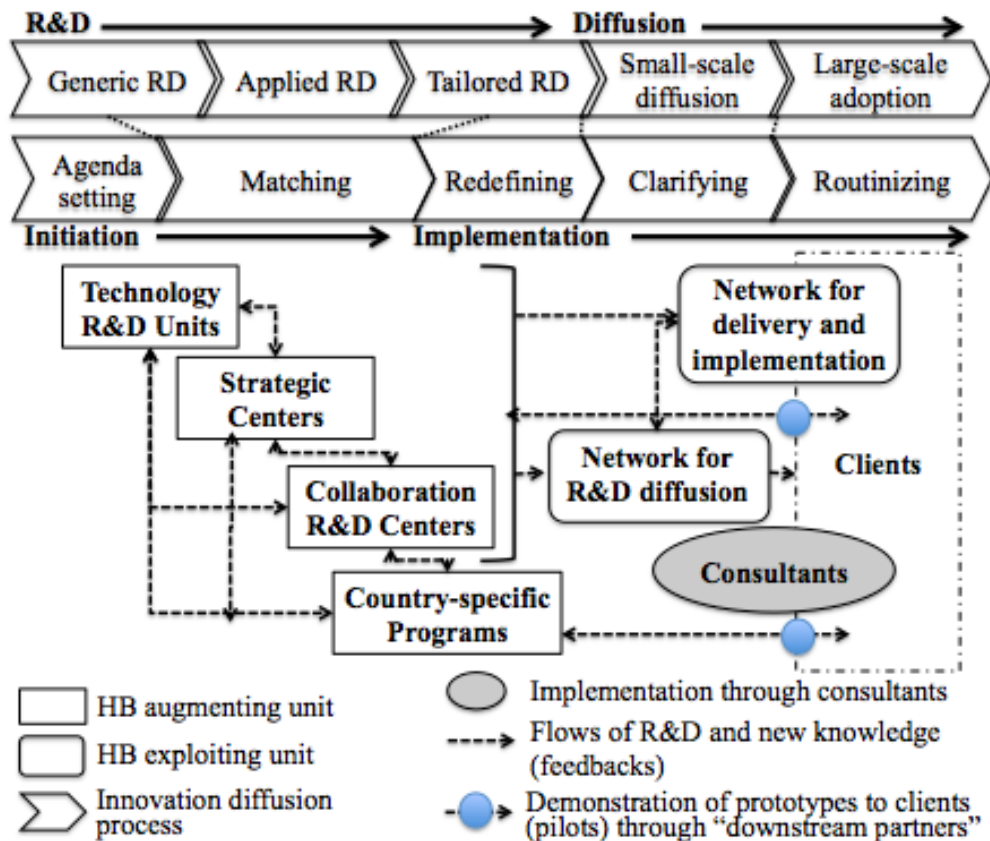 R&D
Diffusion
Generic RD
Applied RD
Tailored RD
Small-scale
diffusion
Large-scale
adoption
Agenda
setting
Matching
Redefining
Clarifying
Routinizing
Initiation
Implementation
Technology
R&D Units
Network for
delivery and
implementation
Strategic
Centers
Clients
Network for
R&D diffusion
Collaboration
R&D Centers
Consultants
Country-specific
Programs
HB augmenting unit
HB exploiting unit
Innovation diffusion
process
Implementation through consultants
Flows of R&D and new knowledge
(feedbacks)
Demonstration of prototypes to clients
(pilots) through “downstream partners”